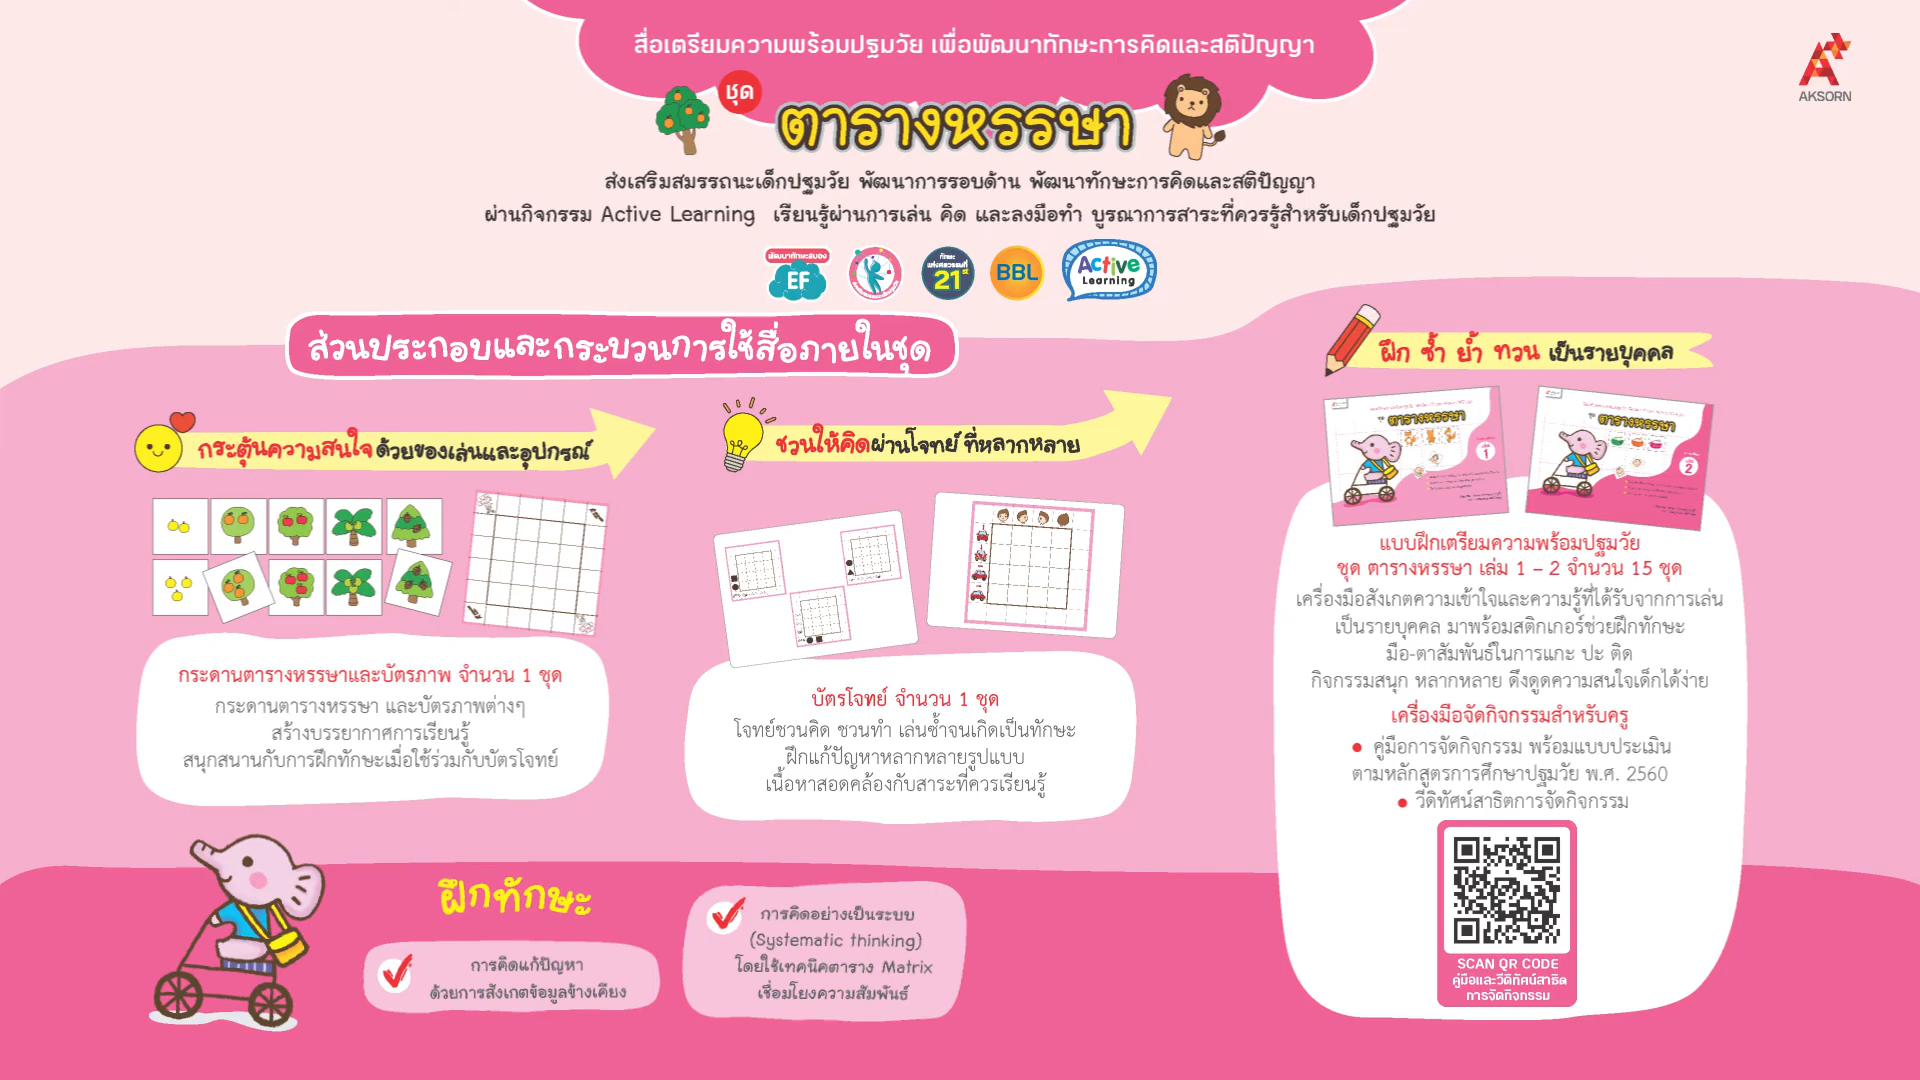 สื่อเตรียมความพร้อมปฐมวัย เพื่อพัฒนาทักษะการคิดและสติปัญญา
ชุด
ตารางหรรษา
AKSORN
ส่งเสริมสมรรถนะเด็กปฐมวัย พัฒนาการรอบด้าน พัฒนาทักษะการคิดและสติปัญญา
ผ่านกิจกรรม Active Learning เรียนรู้ผ่านการเล่น คิด และลงมือทำ บูรณาการสาระที่ควรรู้สำหรับเด็กปฐมวัย
พัฒนาทักษะสมอง
EF
ทักษะ
แห่งศตวรรษที่
21st
BBL
Active
Learning
ส่วนประกอบและกระบวนการใช้สื่อภายในชุด
กระตุ้นความสนใจด้วยของเล่นและอุปกรณ์
กระดานตารางหรรษาและบัตรภาพ จำนวน 1 ชุด
กระดานตารางหรรษา และบัตรภาพต่างๆ
สร้างบรรยากาศการเรียนรู้
สนุกสนานกับการฝึกทักษะเมื่อใช้ร่วมกับบัตรโจทย์
ชวนให้คิดผ่านโจทย์ ที่หลากหลาย
บัตรโจทย์ จำนวน 1 ชุด
โจทย์ชวนคิด ชวนทำ เล่นซ้ำจนเกิดเป็นทักษะ
ฝึกแก้ปัญหาหลากหลายรูปแบบ
เนื้อหาสอดคล้องกับสาระที่ควรเรียนรู้
ฝึก ซ้ำ ย้ำ ทวน เป็นรายบุคคล
ชุด ตารางหรรษา
1
ชุด ตารางหรรษา
2
แบบฝึกเตรียมความพร้อมปฐมวัย
ชุด ตารางหรรษา เล่ม 1 – 2 จำนวน 15 ชุด
เครื่องมือสังเกตความเข้าใจและความรู้ที่ได้รับจากการเล่น
เป็นรายบุคคล มาพร้อมสติกเกอร์ช่วยฝึกทักษะ
มือ-ตาสัมพันธ์ในการแกะ ปะ ติด
กิจกรรมสนุก หลากหลาย ดึงดูดความสนใจเด็กได้ง่าย
เครื่องมือจัดกิจกรรมสำหรับครู
• คู่มือการจัดกิจกรรม พร้อมแบบประเมิน
ตามหลักสูตรการศึกษาปฐมวัย พ.ศ. 2560
• วีดิทัศน์สาธิตการจัดกิจกรรม
SCAN QR CODE
คู่มือและวีดิทัศน์สาธิต
การจัดกิจกรรม
ฝึกทักษะ
การคิดแก้ปัญหา
ด้วยการสังเกตข้อมูลข้างเคียง
การคิดอย่างเป็นระบบ
(Systematic thinking)
โดยใช้เทคนิคตาราง Matrix
เชื่อมโยงความสัมพันธ์